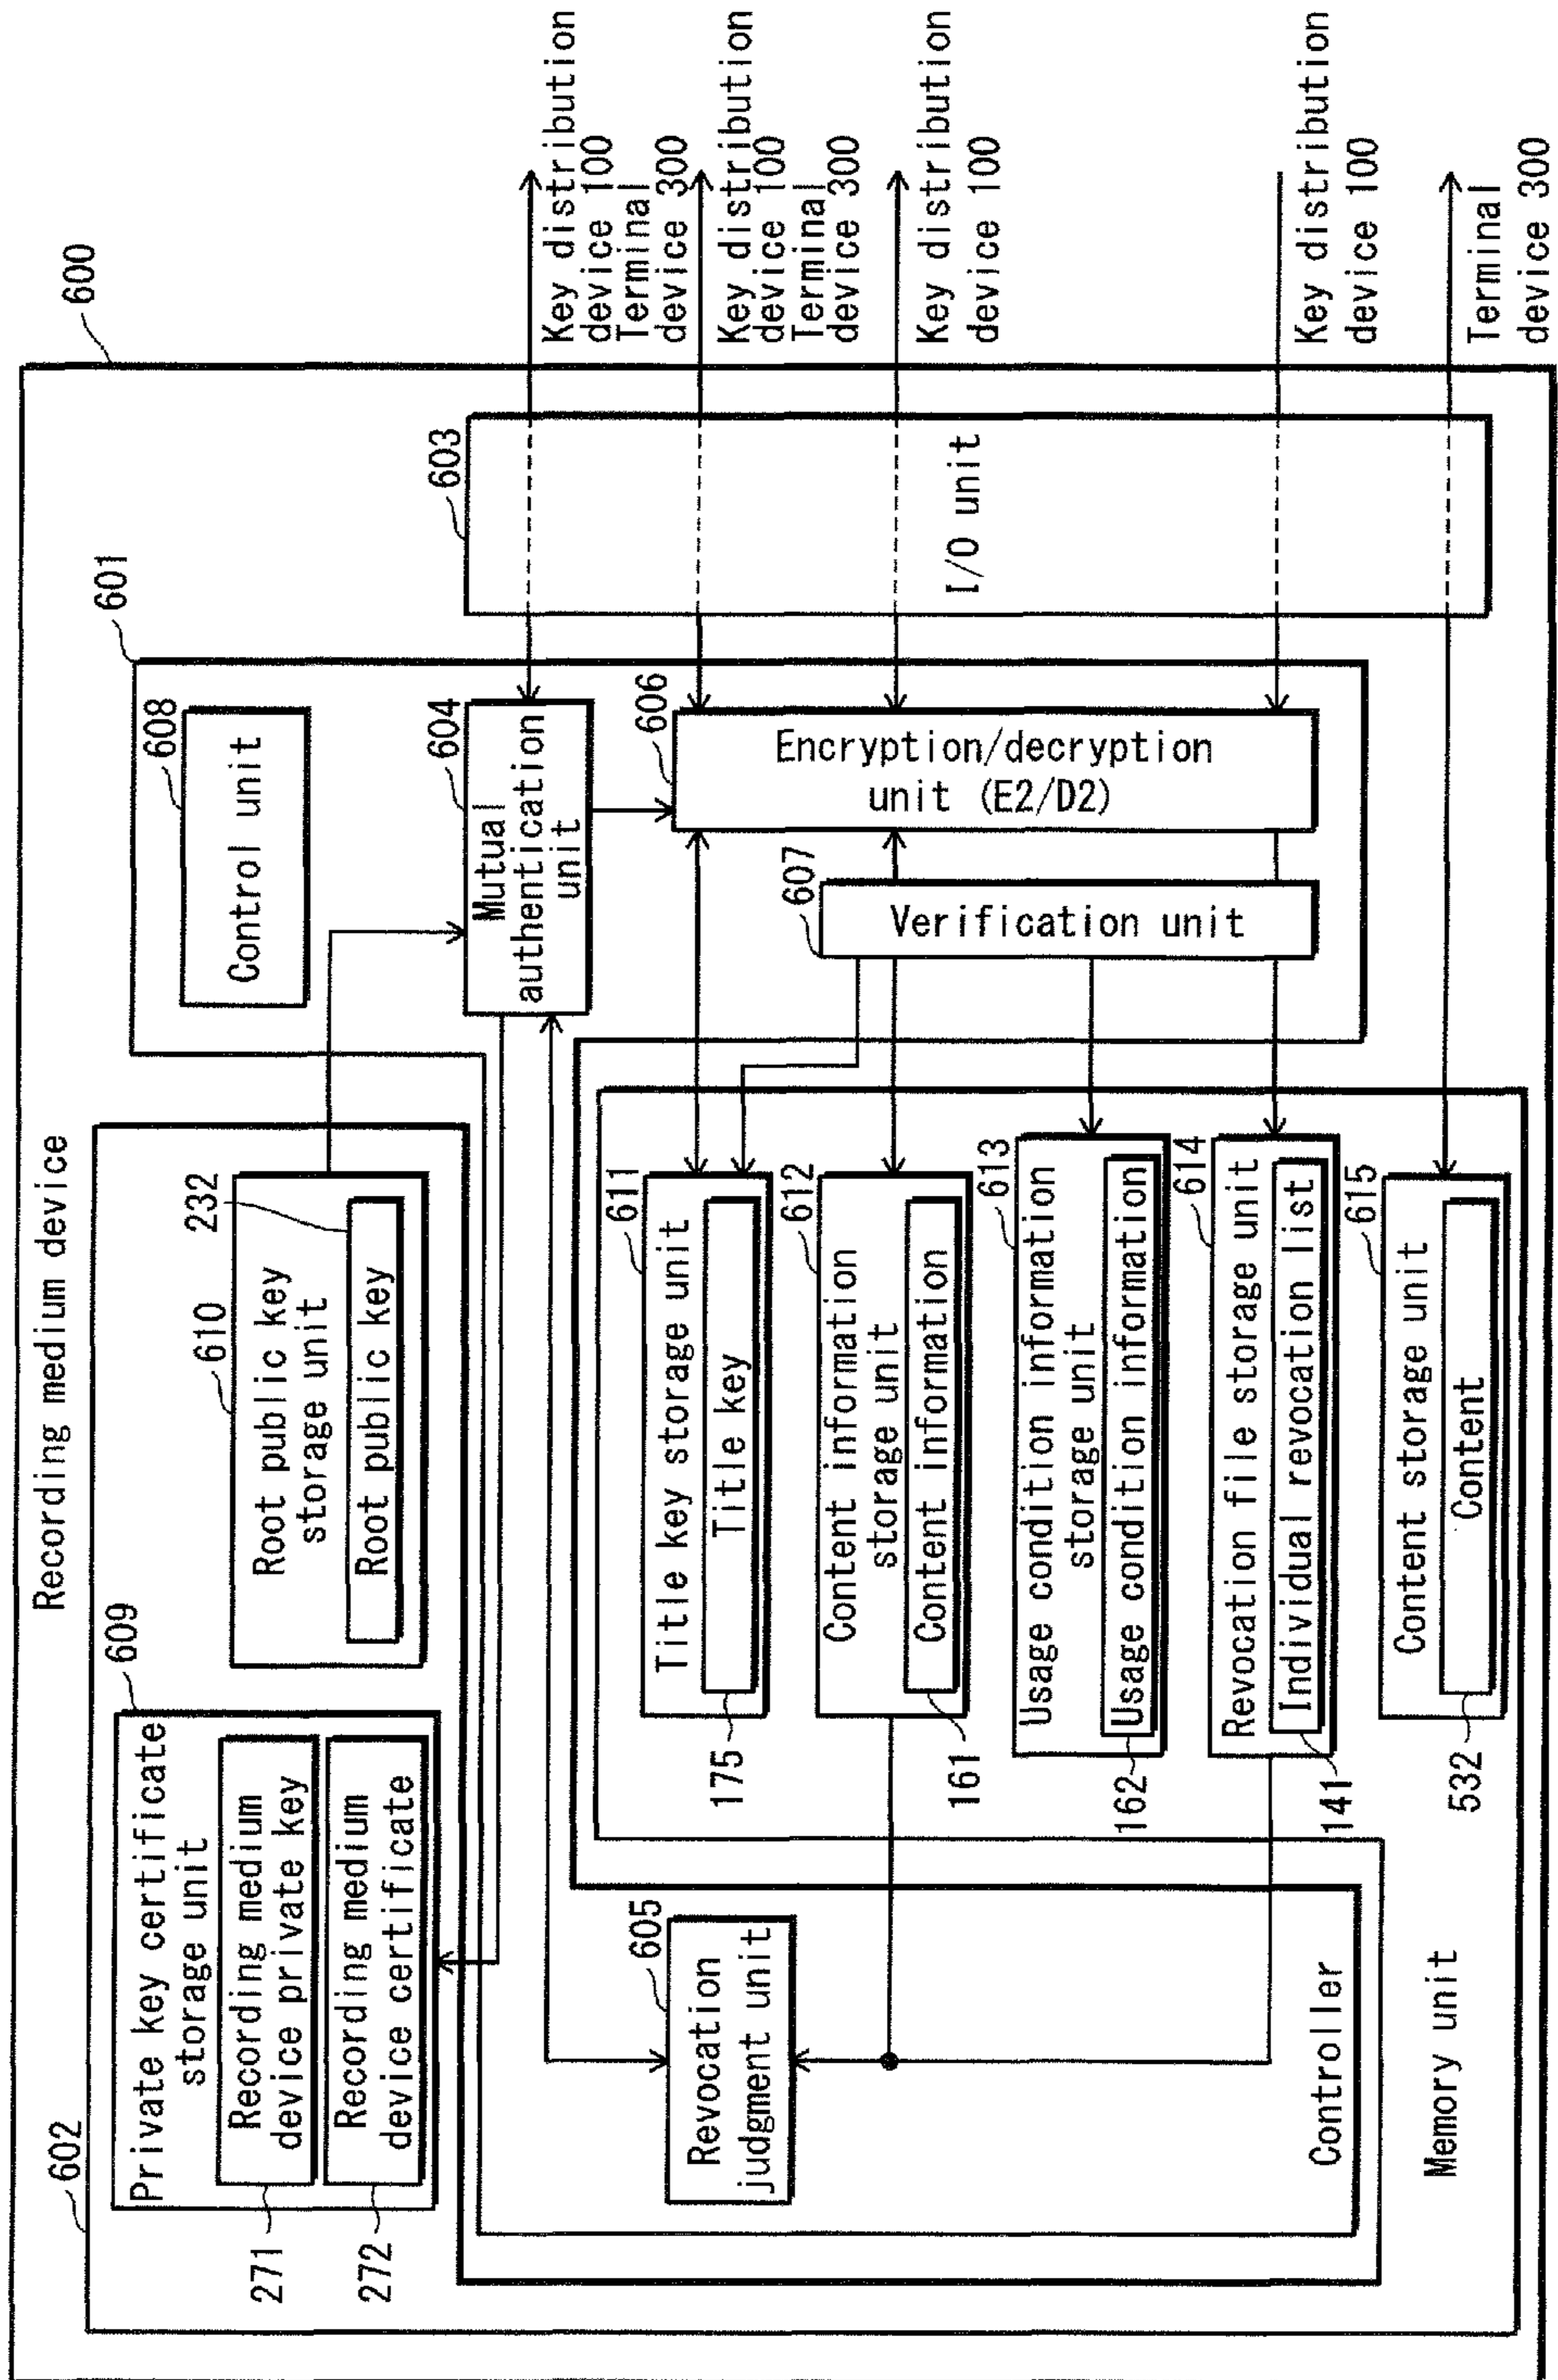 Recording medium device
600
602
601
Private key certificate
storage unit
609
Recording medium
device private key
271
Recording medium
device certificate
272
Root public key
storage unit
610
Root public key
232
Control unit
608
Mutual
authentication
unit
604
I/O unit
603
Key distribution
device 100
Terminal
device 300
Revocation
judgment unit
605
Title key storage unit
611
Title key
175
Encryption/decryption
unit (E2/D2)
606
Key distribution
device 100
Terminal
device 300
Content information
storage unit
612
Content information
161
Verification unit
607
Key distribution
device 100
Usage condition information
storage unit
613
Usage condition information
162
Revocation file storage unit
614
Individual revocation list
141
Key distribution
device 100
Controller
Content storage unit
615
Content
532
Terminal
device 300
Memory unit